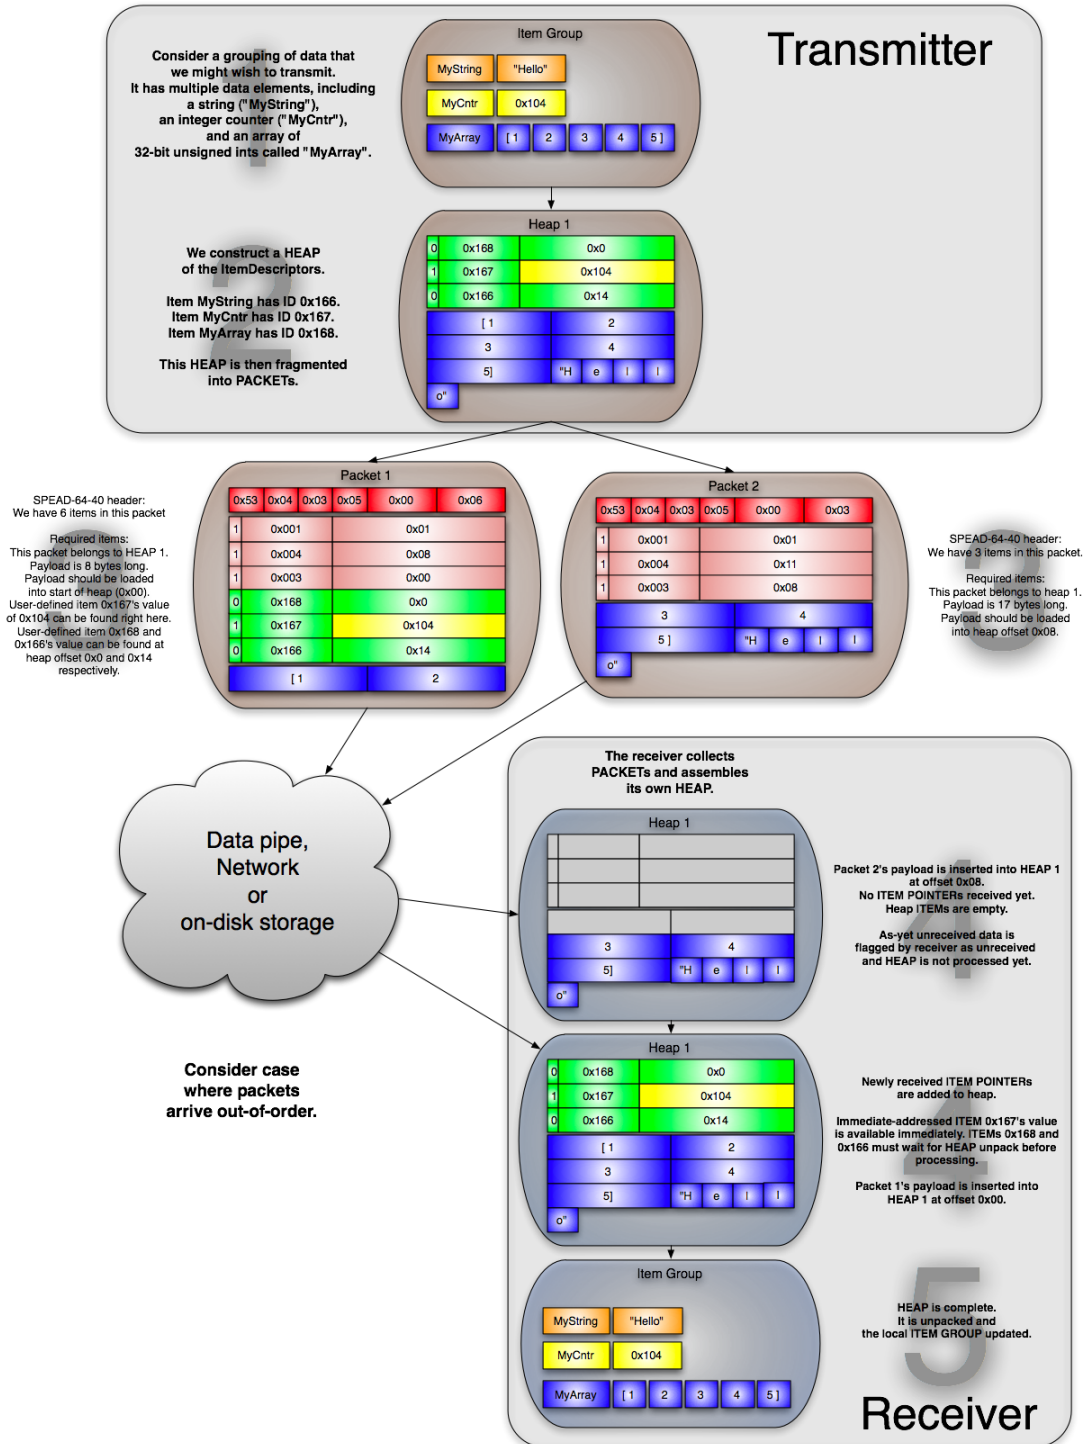 Transmitter
1
Consider a grouping of data that
we might wish to transmit.
It has multiple data elements, including
a string ("MyString"),
an integer counter ("MyCntr"),
and an array of
32-bit unsigned ints called "MyArray".
Item Group
MyString "Hello"
MyCntr 0x104
MyArray [ 1 2 3 4 5 ]
2
We construct a HEAP
of the ItemDescriptors.
Item MyString has ID 0x166.
Item MyCntr has ID 0x167.
Item MyArray has ID 0x168.
This HEAP is then fragmented
into PACKETs.
Heap 1
0 0x168 0x0
1 0x167 0x104
0 0x166 0x14
[ 1 2
3 4
5] "H e l l
o"
3
SPEAD-64-40 header:
We have 6 items in this packet
Required items:
This packet belongs to HEAP 1.
Payload is 8 bytes long.
Payload should be loaded
into start of heap (0x00).
User-defined item 0x167's value
of 0x104 can be found right here.
User-defined item 0x168 and
0x166's value can be found at
heap offset 0x0 and 0x14
respectively.
Packet 1
0x53 0x04 0x03 0x05 0x00 0x06
1 0x001 0x01
1 0x004 0x08
1 0x003 0x00
0 0x168 0x0
1 0x167 0x104
0 0x166 0x14
[ 1 2
Packet 2
0x53 0x04 0x03 0x05 0x00 0x03
1 0x001 0x01
1 0x004 0x11
1 0x003 0x08
3 4
5 ] "H e l l
o"
3
SPEAD-64-40 header:
We have 3 items in this packet.
Required items:
This packet belongs to heap 1.
Payload is 17 bytes long.
Payload should be loaded
into heap offset 0x08.
Data pipe,
Network
or
on-disk storage
Consider case
where packets
arrive out-of-order.
The receiver collects
PACKETs and assembles
its own HEAP.
Heap 1
3 4
5] "H e l l
o"
4
Packet 2's payload is inserted into HEAP 1
at offset 0x08.
No ITEM POINTERs received yet.
Heap ITEMs are empty.
As-yet unreceived data is
flagged by receiver as unreceived
and HEAP is not processed yet.
Heap 1
0 0x168 0x0
1 0x167 0x104
0 0x166 0x14
[ 1 2
3 4
5] "H e l l
o"
4
Newly received ITEM POINTERs
are added to heap.
Immediate-addressed ITEM 0x167's value
is available immediately. ITEMs 0x168 and
0x166 must wait for HEAP unpack before
processing.
Packet 1's payload is inserted into
HEAP 1 at offset 0x00.
Item Group
MyString "Hello"
MyCntr 0x104
MyArray [ 1 2 3 4 5 ]
5
HEAP is complete.
It is unpacked and
the local ITEM GROUP updated.
Receiver